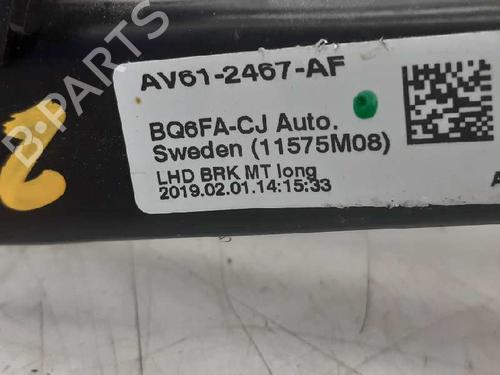 B-PARTS
AV61-2467-AF
BQ6FA-CJ Auto.
Sweden (11575M08)
LHD BRK MT long
2019.02.01.14:15:33